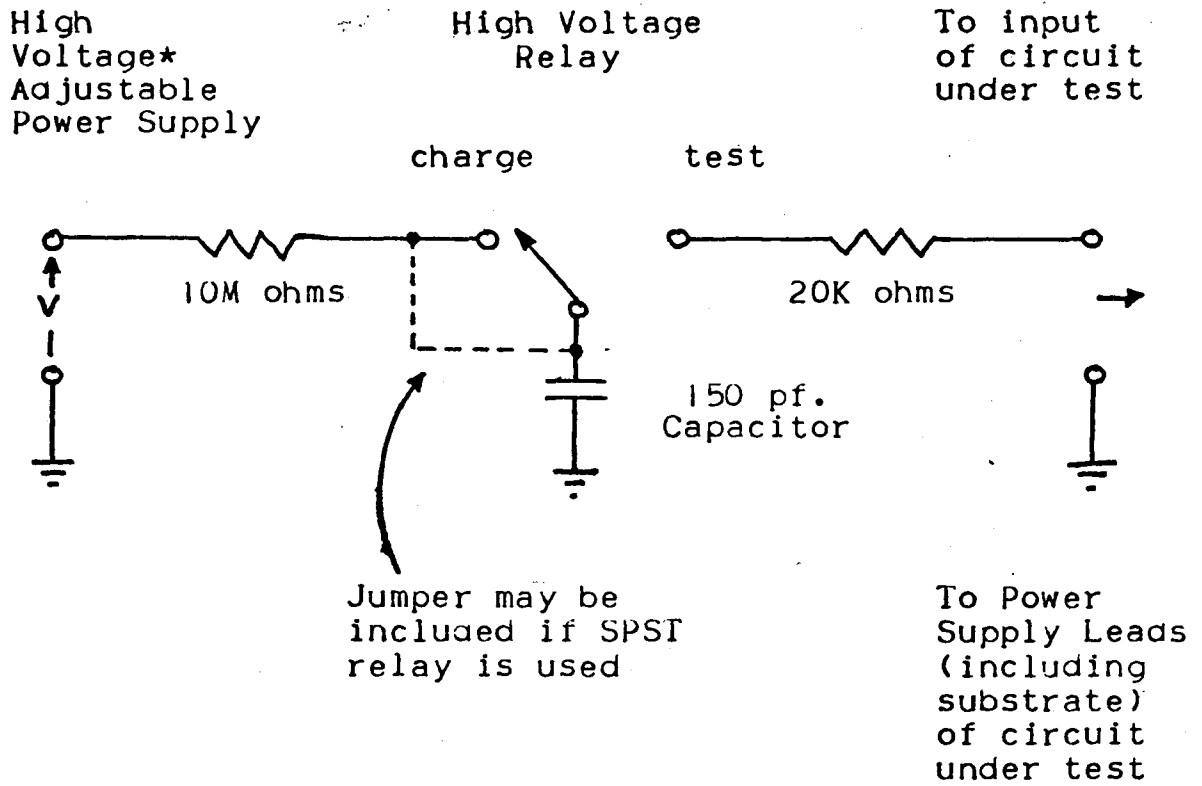 High
Voltage*
Adjustable
Power Supply
High Voltage
Relay
To input
of circuit
under test
charge
test
10M ohms
20K ohms
V
150 pf.
Capacitor
Jumper may be
included if SPST
relay is used
To Power
Supply Leads
(including
substrate)
of circuit
under test